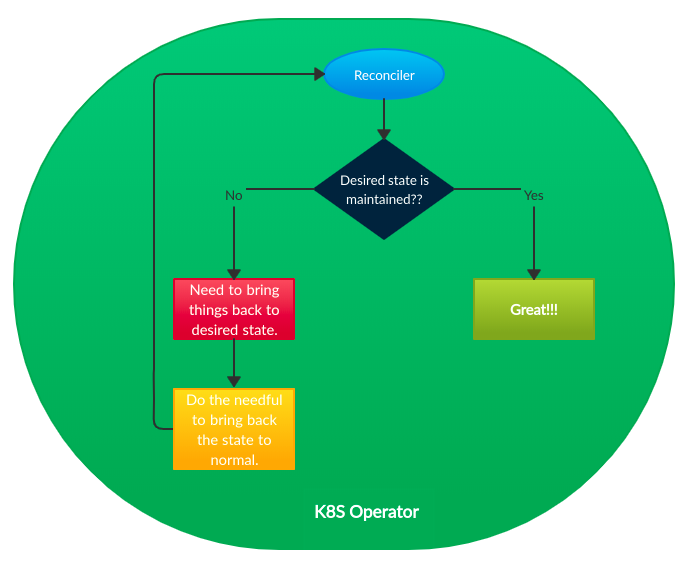 Reconciler
Desired state is
maintained??
No
Yes
Need to bring
things back to
desired state.
Great!!!
Do the needful
to bring back
the state to
normal.
K8S Operator